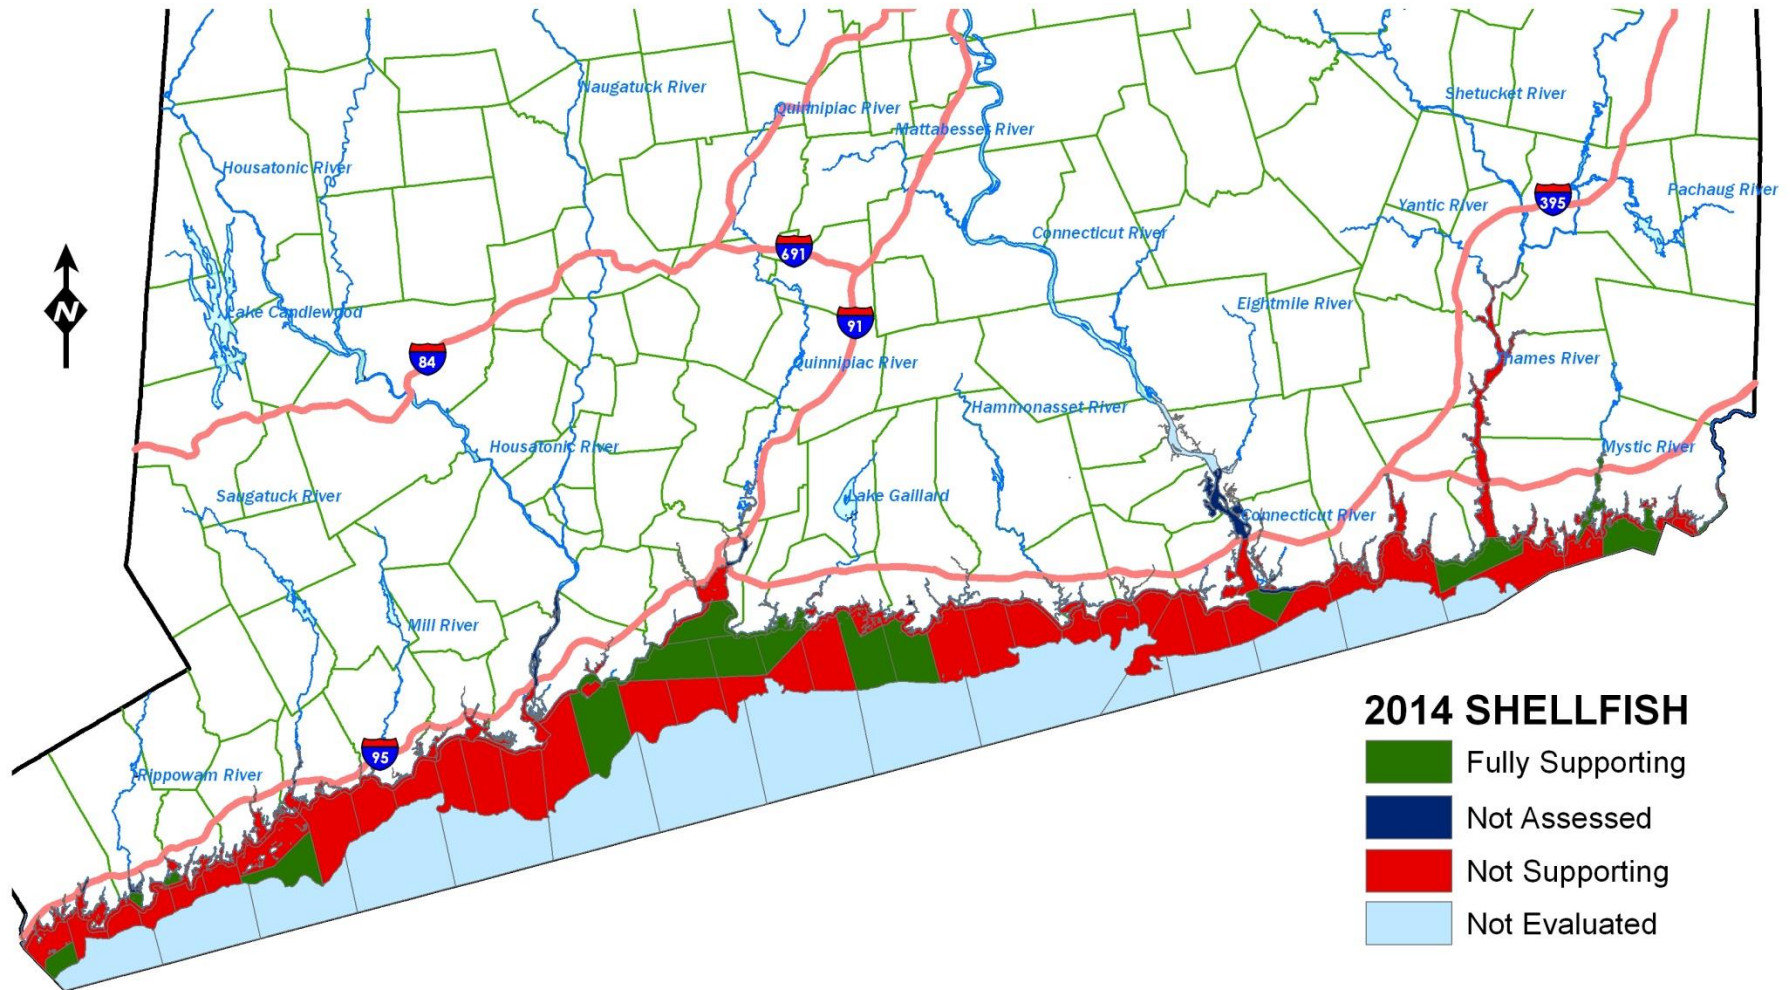 Naugatuck River
Quinnipiac River
Shetucket River
Mattabesset River
Housatonic River
Pachaug River
395
Yantic River
Connecticut River
691
Eightmile River
Lake Candlewood
91
84
Quinnipiac River
Thames River
Hammonasset River
Housatonic River
Mystic River
Saugatuck River
Lake Gaillard
Connecticut River
N
Mill River
95
Rippowam River
2014 SHELLFISH
Fully Supporting
Not Assessed
Not Supporting
Not Evaluated